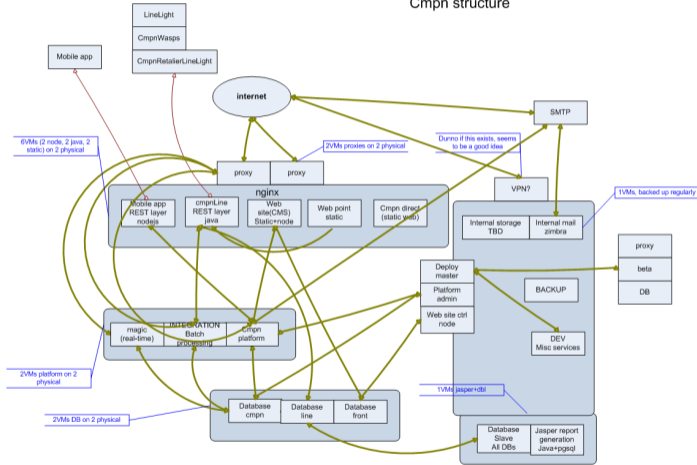 Cmpn structure
LineLight
CmpnWasps
CmpnRetalierLineLight
Mobile app
internet
SMTP
6VMs (2 node, 2 java, 2
static) on 2 physical
2VMs proxies on 2 physical
Dunno if this exists, seems
to be a good idea
proxy
proxy
VPN?
1VMs. backed up regularly
nginx
Mobile app
REST layer
nodejs
cmpnLine
REST layer
java
Web
site(CMS)
Static+node
Web point
static
Cmpn direct
(static web)
Internal storage
TBD
Internal mail
zimbra
proxy
beta
DB
Deploy
master
Platform
admin
Web site ctrl
node
BACKUP
DEV
Misc services
magic
(real-time)
INTEGRATION
Batch
processing
Cmpn
platform
2VMs platform on 2
physical
1VMs jasper+dbl
Database
cmpn
Database
line
Database
front
2VMs DB on 2 physical
Database
Slave
All DBs
Jasper report
generation
Java+pgsql